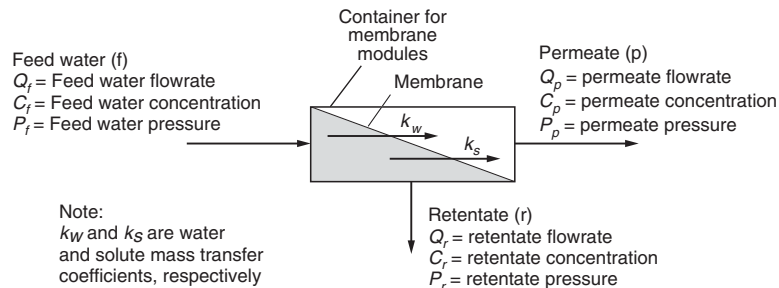 Container for
membrane
modules
Feed water (f)
Q_f = Feed water flowrate
C_f = Feed water concentration
P_f = Feed water pressure
Membrane
Permeate (p)
Q_p = permeate flowrate
C_p = permeate concentration
P_p = permeate pressure
k_w
k_s
Note:
k_W and k_S are water
and solute mass transfer
coefficients, respectively
Retentate (r)
Q_r = retentate flowrate
C_r = retentate concentration
P_r = retentate pressure